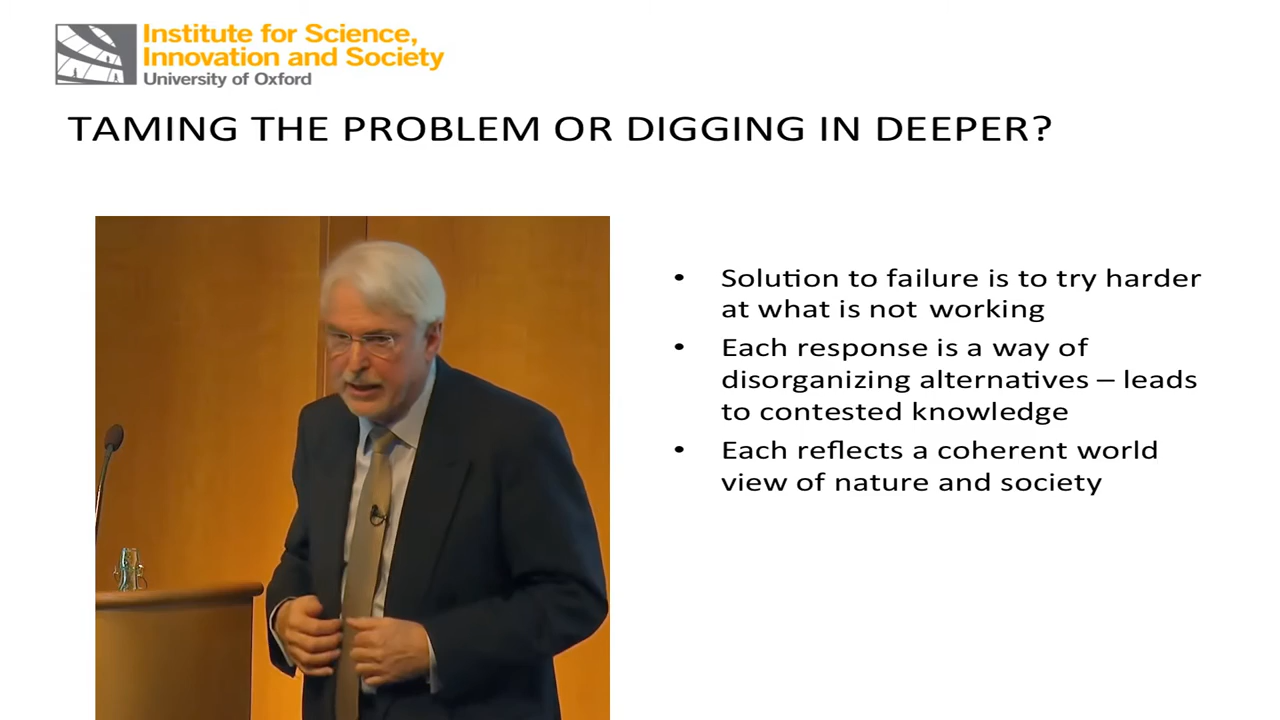 Institute for Science,
Innovation and Society
University of Oxford
TAMING THE PROBLEM OR DIGGING IN DEEPER?
• Solution to failure is to try harder
at what is not working
• Each response is a way of
disorganizing alternatives – leads
to contested knowledge
• Each reflects a coherent world
view of nature and society